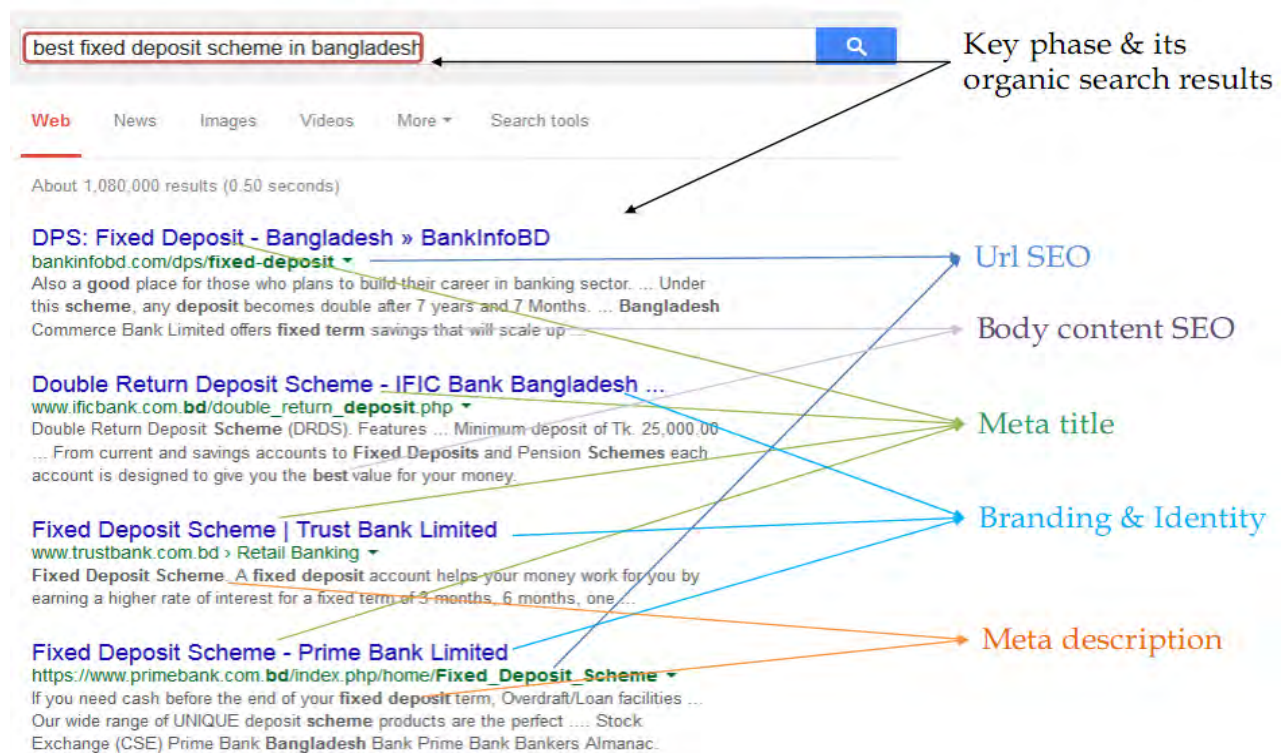 best fixed deposit scheme in bangladesh
Key phase & its
organic search results
Web News Images Videos More Search tools
About 1,080,000 results (0.50 seconds)
DPS: Fixed Deposit - Bangladesh » BankInfoBD
bankinfobd.com/dps/fixed-deposit
Also a good place for those who plans to build their career in banking sector. ... Under
this scheme, any deposit becomes double after 7 years and 7 Months. ... Bangladesh
Commerce Bank Limited offers fixed term savings that will scale up ...
Url SEO
Body content SEO
Double Return Deposit Scheme - IFIC Bank Bangladesh ...
www.ificbank.com.bd/double_return_deposit.php
Double Return Deposit Scheme (DRDS). Features ... Minimum deposit of Tk. 25,000.00
... From current and savings accounts to Fixed Deposits and Pension Schemes each
account is designed to give you the best value for your money.
Meta title
Fixed Deposit Scheme | Trust Bank Limited
www.trustbank.com.bd › Retail Banking
Fixed Deposit Scheme. A fixed deposit account helps your money work for you by
earning a higher rate of interest for a fixed term of 3 months, 6 months, one ...
Branding & Identity
Fixed Deposit Scheme - Prime Bank Limited
https://www.primebank.com.bd/index.php/home/Fixed_Deposit_Scheme
If you need cash before the end of your fixed deposit term, Overdraft/Loan facilities ...
Our wide range of UNIQUE deposit scheme products are the perfect .... Stock
Exchange (CSE) Prime Bank Bangladesh Bank Prime Bank Bankers Almanac.
Meta description